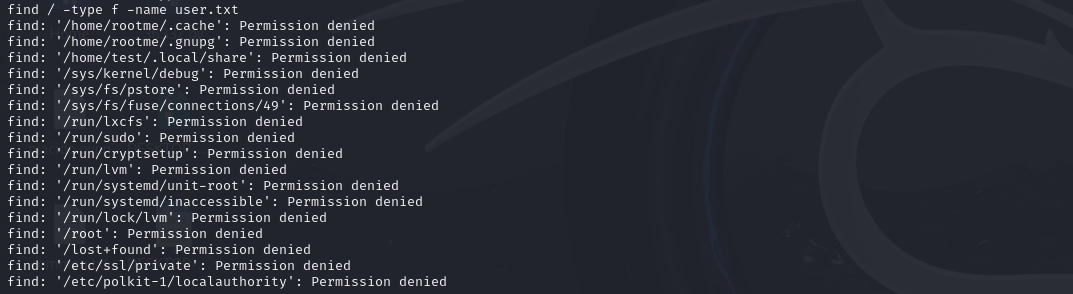 find / -type f -name user.txt
find: '/home/rootme/.cache': Permission denied
find: '/home/rootme/.gnupg': Permission denied
find: '/home/test/.local/share': Permission denied
find: '/sys/kernel/debug': Permission denied
find: '/sys/fs/pstore': Permission denied
find: '/sys/fs/fuse/connections/49': Permission denied
find: '/run/lxcfs': Permission denied
find: '/run/sudo': Permission denied
find: '/run/cryptsetup': Permission denied
find: '/run/lvm': Permission denied
find: '/run/systemd/unit-root': Permission denied
find: '/run/systemd/inaccessible': Permission denied
find: '/run/lock/lvm': Permission denied
find: '/root': Permission denied
find: '/lost+found': Permission denied
find: '/etc/ssl/private': Permission denied
find: '/etc/polkit-1/localauthority': Permission denied